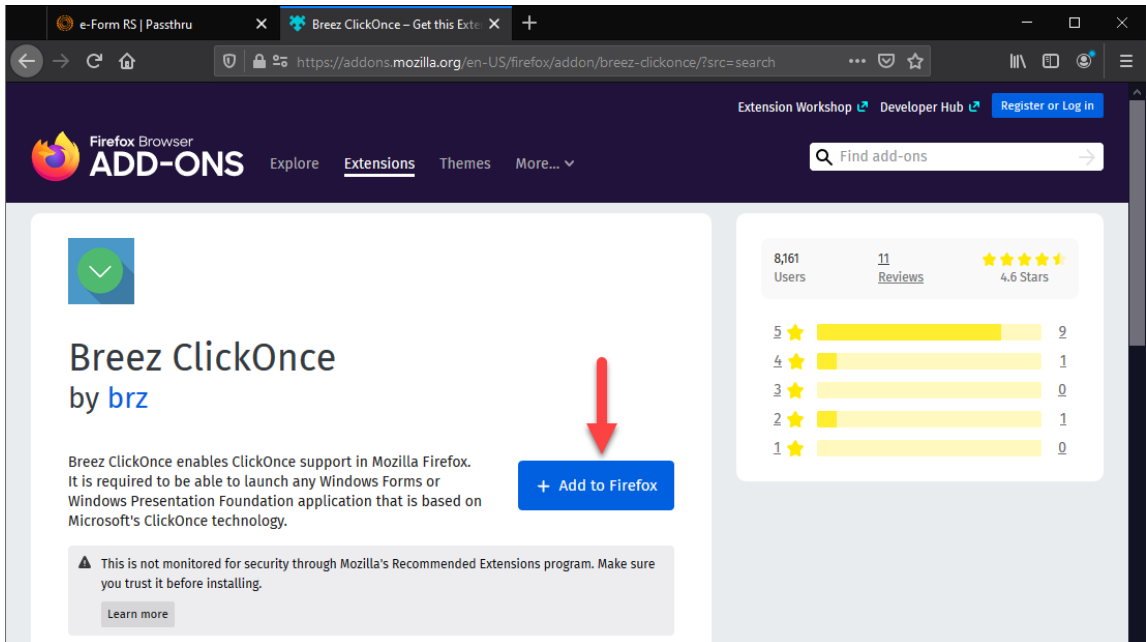 e-Form RS | Passthru
Breez ClickOnce – Get this Exte
https://addons.mozilla.org/en-US/firefox/addon/breez-clickonce/?src=search
Extension Workshop Developer Hub Register or Log in
Firefox Browser
ADD-ONS
Explore Extensions Themes More...
Find add-ons
Breez ClickOnce
by brz
Breez ClickOnce enables ClickOnce support in Mozilla Firefox.
It is required to be able to launch any Windows Forms or
Windows Presentation Foundation application that is based on
Microsoft's ClickOnce technology.
+ Add to Firefox
This is not monitored for security through Mozilla's Recommended Extensions program. Make sure
you trust it before installing.
Learn more
8,161 11
Users Reviews 4.6 Stars
5 9
4 1
3 0
2 1
1 0